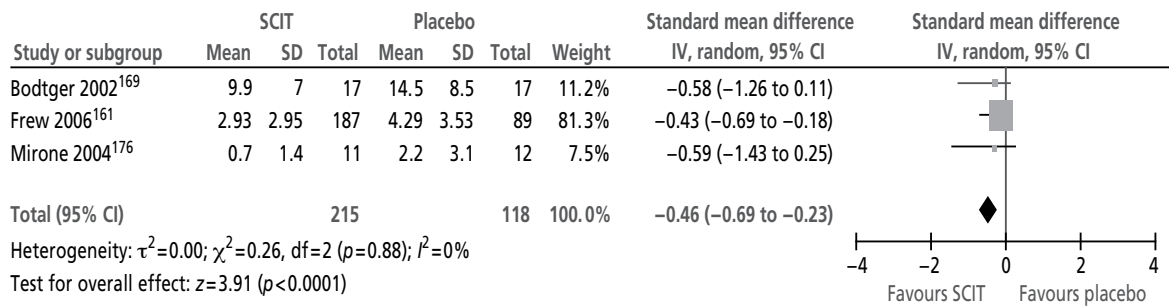 SCIT Placebo Standard mean difference Standard mean difference
Study or subgroup Mean SD Total Mean SD Total Weight IV, random, 95% CI IV, random, 95% CI
Bodtger 2002¹⁶⁹ 9.9 7 17 14.5 8.5 17 11.2% −0.58 (−1.26 to 0.11)
Frew 2006¹⁶¹ 2.93 2.95 187 4.29 3.53 89 81.3% −0.43 (−0.69 to −0.18)
Mirone 2004¹⁷⁶ 0.7 1.4 11 2.2 3.1 12 7.5% −0.59 (−1.43 to 0.25)
Total (95% CI) 215 118 100.0% −0.46 (−0.69 to −0.23)
Heterogeneity: τ²=0.00; χ²=0.26, df=2 (p=0.88); I²=0%
Test for overall effect: z=3.91 (p<0.0001)
−4 −2 0 2 4
Favours SCIT Favours placebo